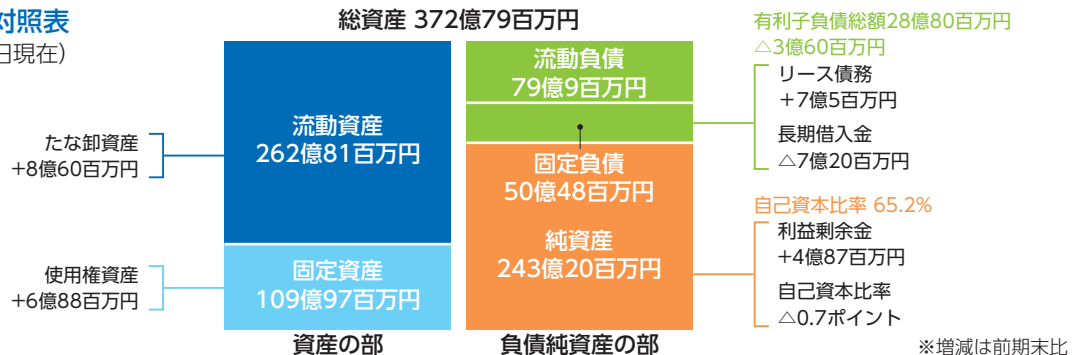 対照表
日現在）
総資産 372億79百万円
たな卸資産
+8億60百万円
使用権資産
+6億88百万円
流動資産
262億81百万円
固定資産
109億97百万円
資産の部
流動負債
79億9百万円
固定負債
50億48百万円
純資産
243億20百万円
負債純資産の部
有利子負債総額28億80百万円
△3億60百万円
リース債務
+7億5百万円
長期借入金
△7億20百万円
自己資本比率 65.2%
利益剰余金
+4億87百万円
自己資本比率
△0.7ポイント
※増減は前期末比